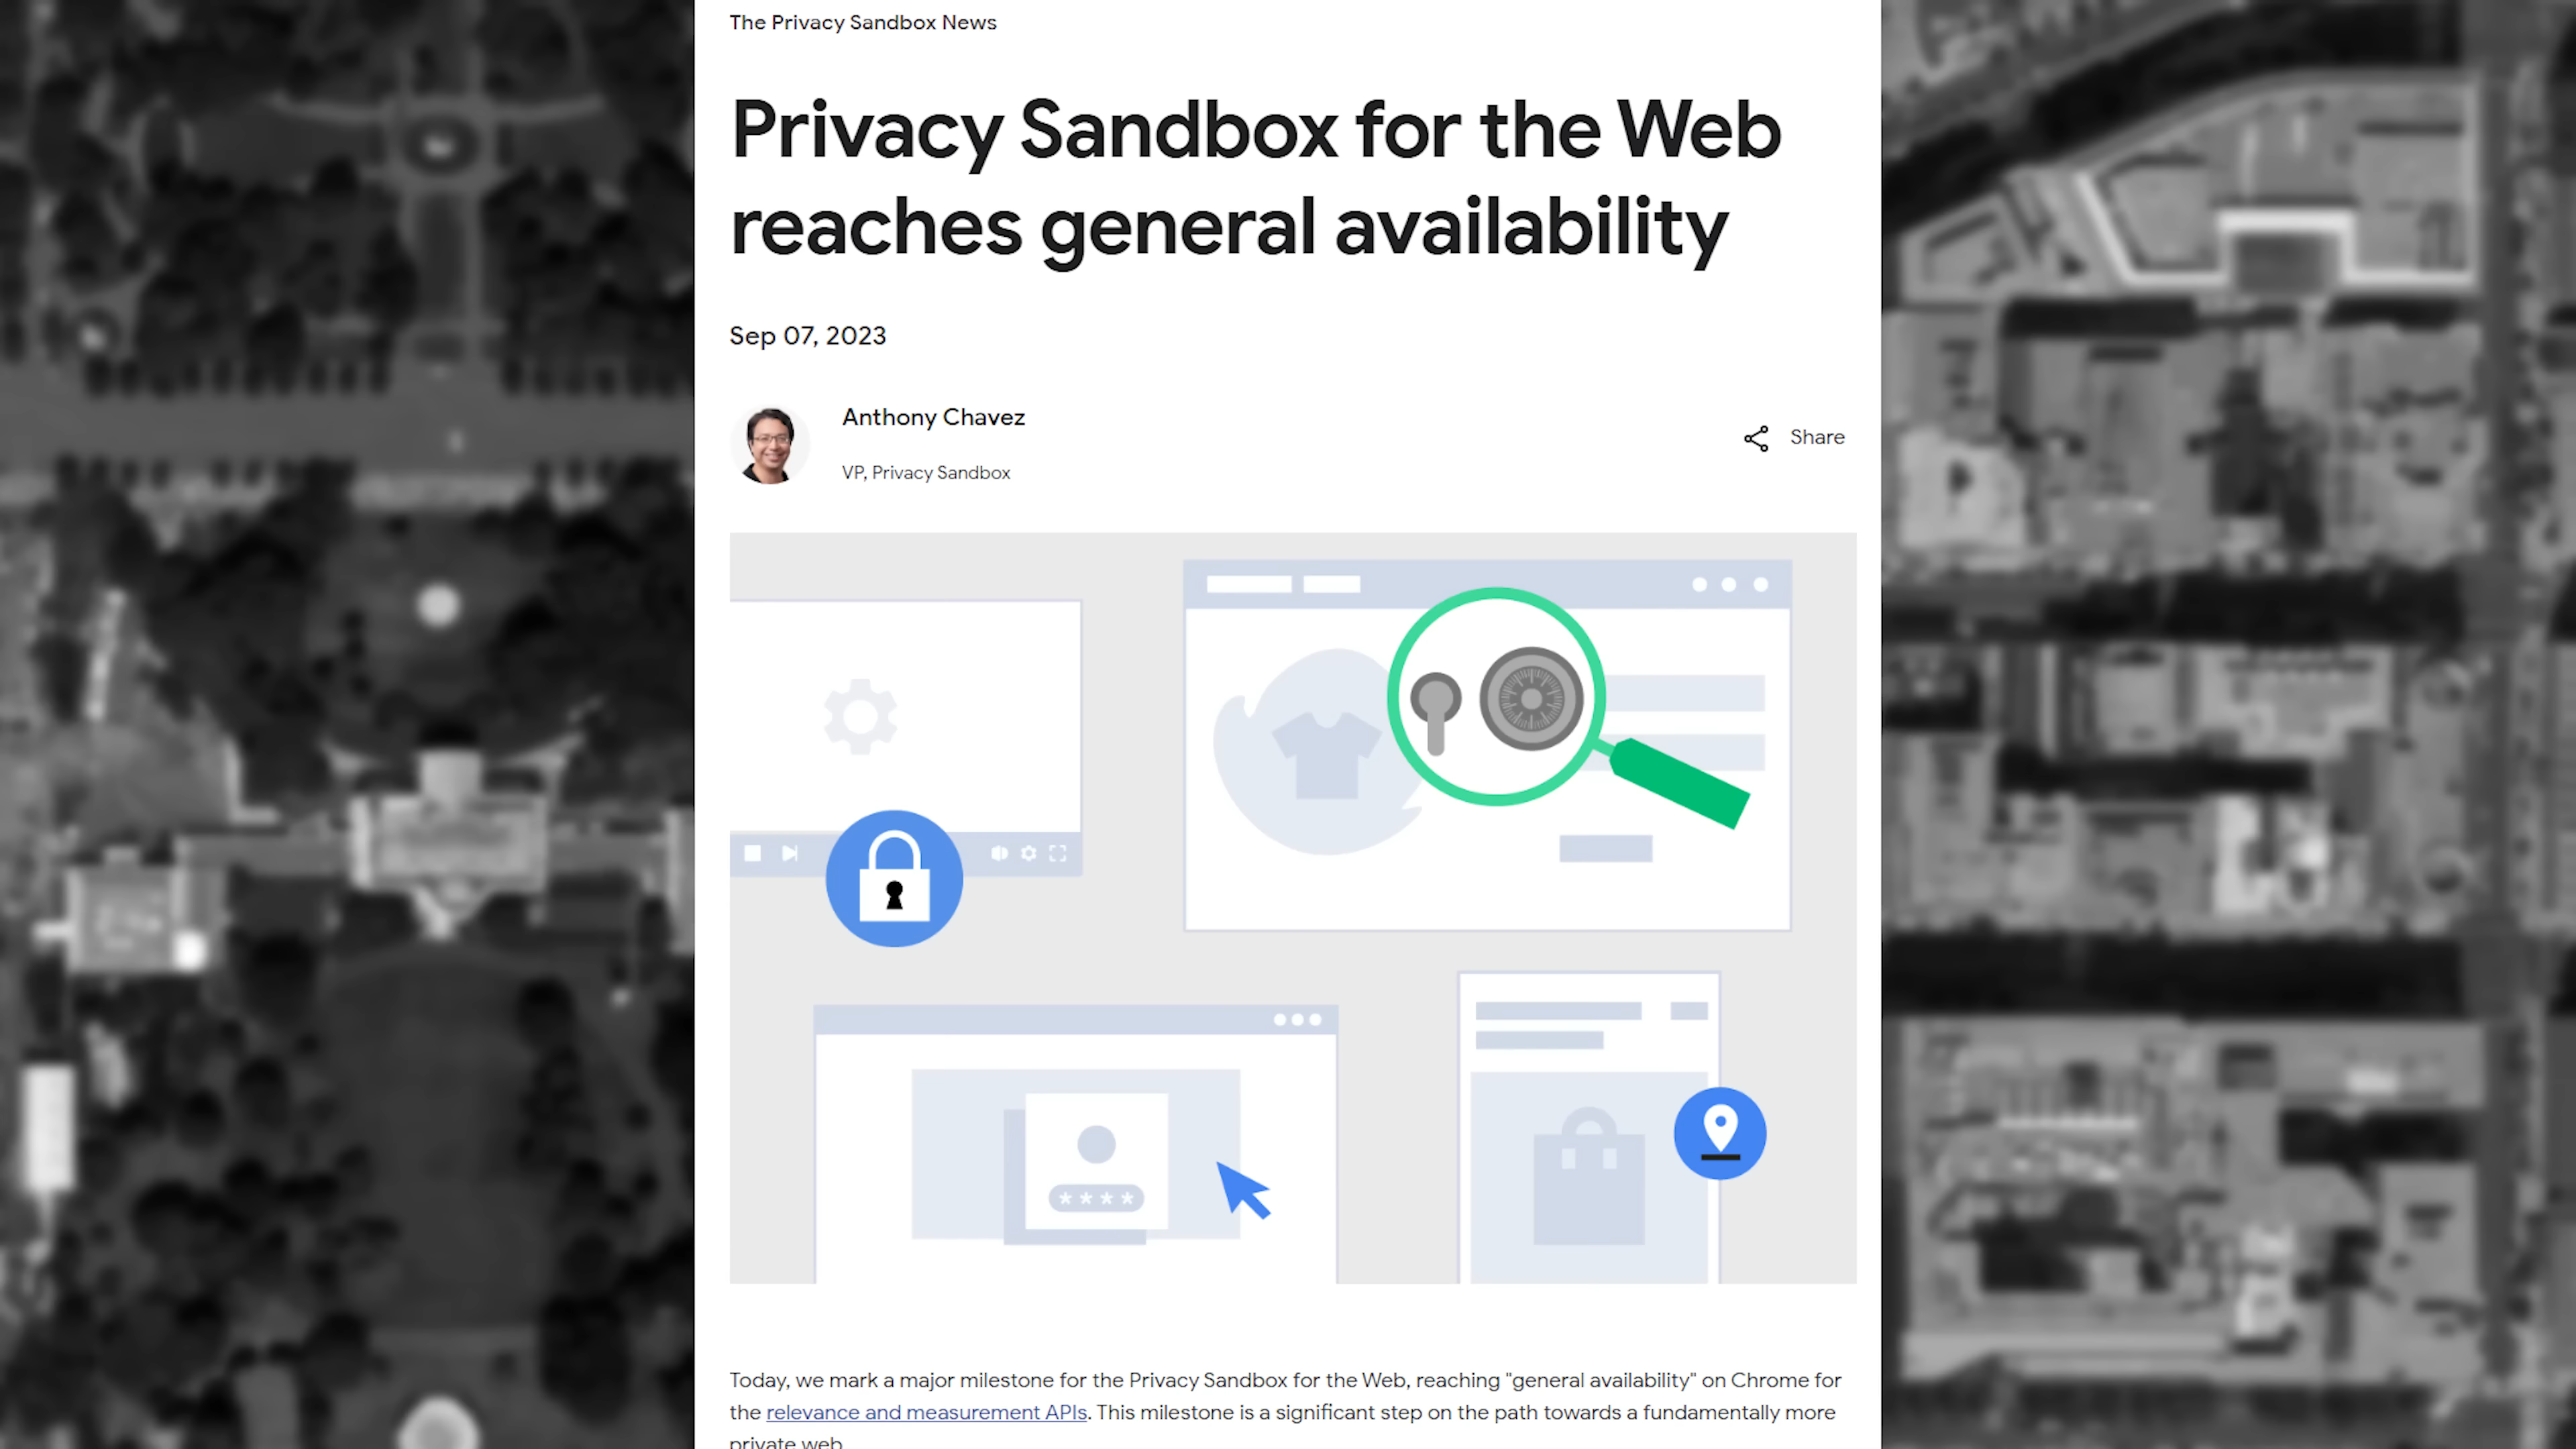 The Privacy Sandbox News
Privacy Sandbox for the Web
reaches general availability
Sep 07, 2023
Anthony Chavez
VP, Privacy Sandbox
Share
****
Today, we mark a major milestone for the Privacy Sandbox for the Web, reaching "general availability" on Chrome for
the relevance and measurement APIs. This milestone is a significant step on the path towards a fundamentally more
private web.